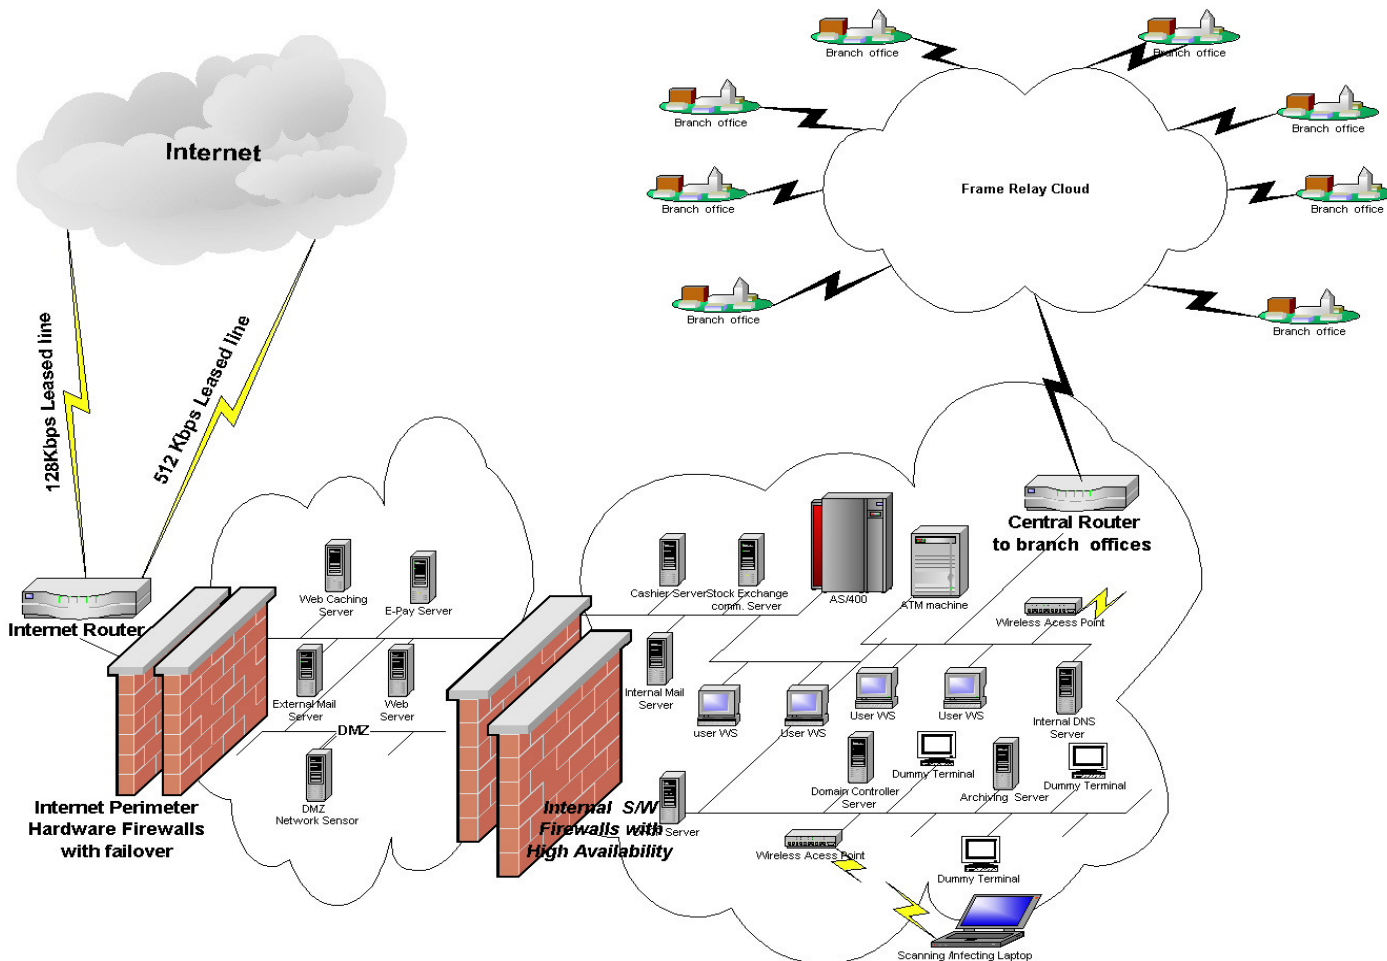 Branch office
Branch office
Branch office
Branch office
Internet
Frame Relay Cloud
Branch office
Branch office
Branch office
Branch office
128Kbps Leased line
512 Kbps Leased line
Central Router
to branch offices
Web Caching
Server
E-Pay Server
Cashier Server
Stock Exchange
comm. Server
AS/400
ATM machine
Wireless Acess Point
Internet Router
External Mail
Server
Web
Server
Internal Mail
Server
user WS
User WS
User WS
User WS
Internal DNS
Server
DMZ
Domain Controller
Server
Dummy Terminal
Archiving Server
Dummy Terminal
DMZ
Network Sensor
Internet Perimeter
Hardware Firewalls
with failover
Internal S/W
Firewalls with
High Availability
Server
Wireless Acess Point
Dummy Terminal
Scanning /Infecting Laptop